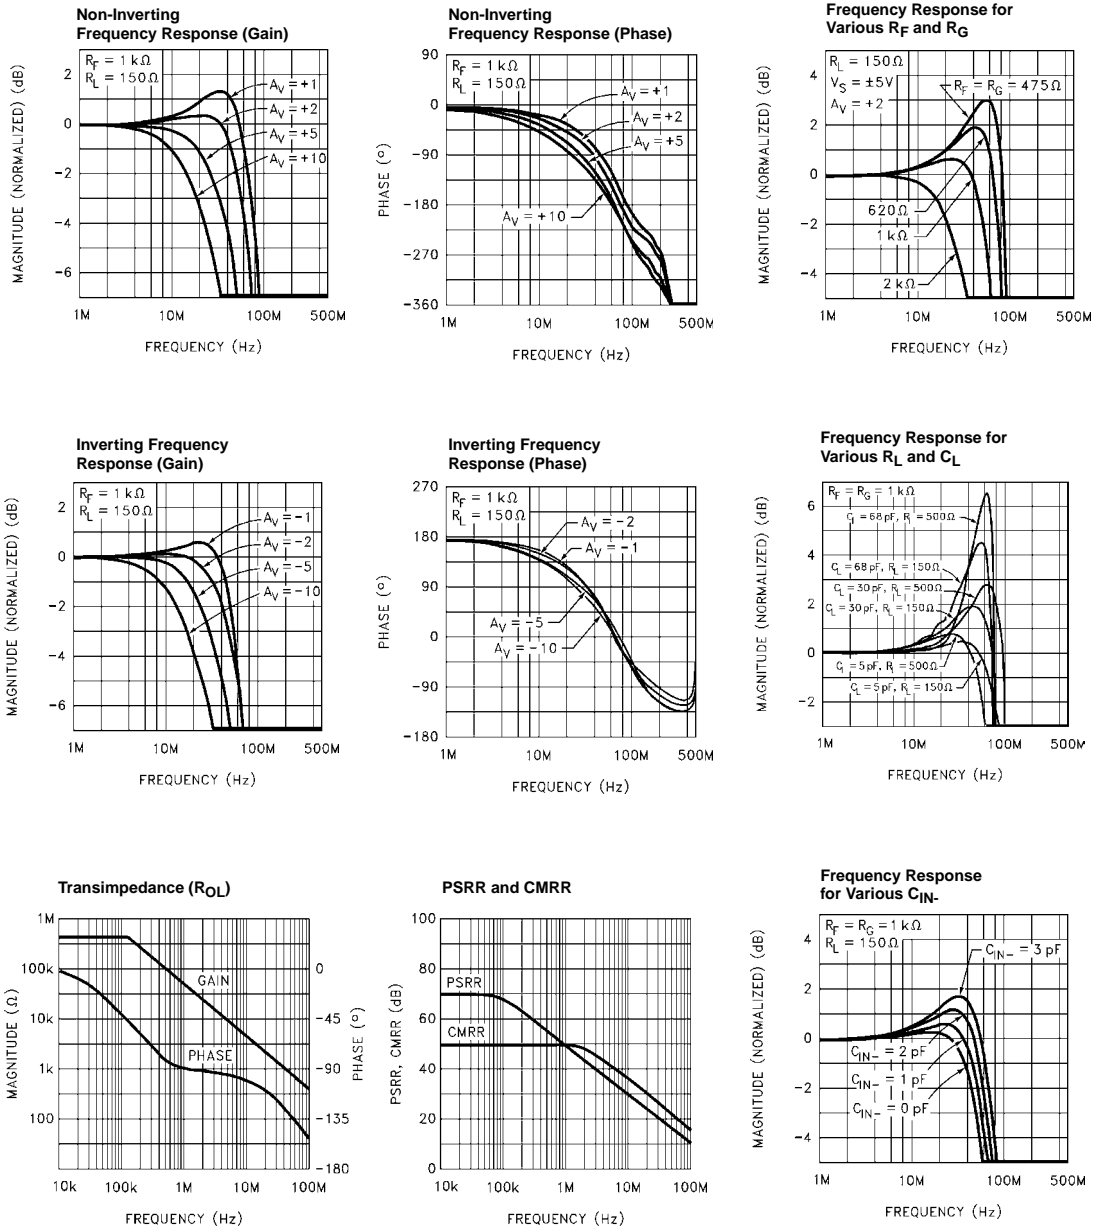 Non-Inverting
Frequency Response (Gain)
R_F = 1 kΩ
R_L = 150Ω
A_V = +1
A_V = +2
A_V = +5
A_V = +10
MAGNITUDE (NORMALIZED) (dB)
2
0
−2
−4
−6
1M 10M 100M 500M
FREQUENCY (Hz)
Non-Inverting
Frequency Response (Phase)
R_F = 1 kΩ
R_L = 150Ω
A_V = +1
A_V = +2
A_V = +5
A_V = +10
PHASE (°)
90
0
−90
−180
−270
−360
1M 10M 100M 500M
FREQUENCY (Hz)
Frequency Response for
Various R_F and R_G
R_L = 150Ω
V_S = ±5V
A_V = +2
R_F = R_G = 475Ω
620Ω
1 kΩ
2 kΩ
MAGNITUDE (NORMALIZED) (dB)
4
2
0
−2
−4
1M 10M 100M 500M
FREQUENCY (Hz)
Inverting Frequency
Response (Gain)
R_F = 1 kΩ
R_L = 150Ω
A_V = −1
A_V = −2
A_V = −5
A_V = −10
MAGNITUDE (NORMALIZED) (dB)
2
0
−2
−4
−6
1M 10M 100M 500M
FREQUENCY (Hz)
Inverting Frequency
Response (Phase)
R_F = 1 kΩ
R_L = 150Ω
A_V = −2
A_V = −1
A_V = −5
A_V = −10
PHASE (°)
270
180
90
0
−90
−180
1M 10M 100M 500M
FREQUENCY (Hz)
Frequency Response for
Various R_L and C_L
R_F = R_G = 1 kΩ
C_L = 68 pF, R_L = 500Ω
C_L = 68 pF, R_L = 150Ω
C_L = 30 pF, R_L = 500Ω
C_L = 30 pF, R_L = 150Ω
C_L = 5 pF, R_L = 500Ω
C_L = 5 pF, R_L = 150Ω
MAGNITUDE (NORMALIZED) (dB)
6
4
2
0
−2
1M 10M 100M 500M
FREQUENCY (Hz)
Transimpedance (R_OL)
GAIN
PHASE
MAGNITUDE (Ω)
1M
100k
10k
1k
100
PHASE (°)
0
−45
−90
−135
−180
10k 100k 1M 10M 100M
FREQUENCY (Hz)
PSRR and CMRR
PSRR
CMRR
PSRR, CMRR (dB)
100
80
60
40
20
0
10k 100k 1M 10M 100M
FREQUENCY (Hz)
Frequency Response
for Various C_IN-
R_F = R_G = 1 kΩ
R_L = 150Ω
C_IN− = 3 pF
C_IN− = 2 pF
C_IN− = 1 pF
C_IN− = 0 pF
MAGNITUDE (NORMALIZED) (dB)
4
2
0
−2
−4
1M 10M 100M 500M
FREQUENCY (Hz)